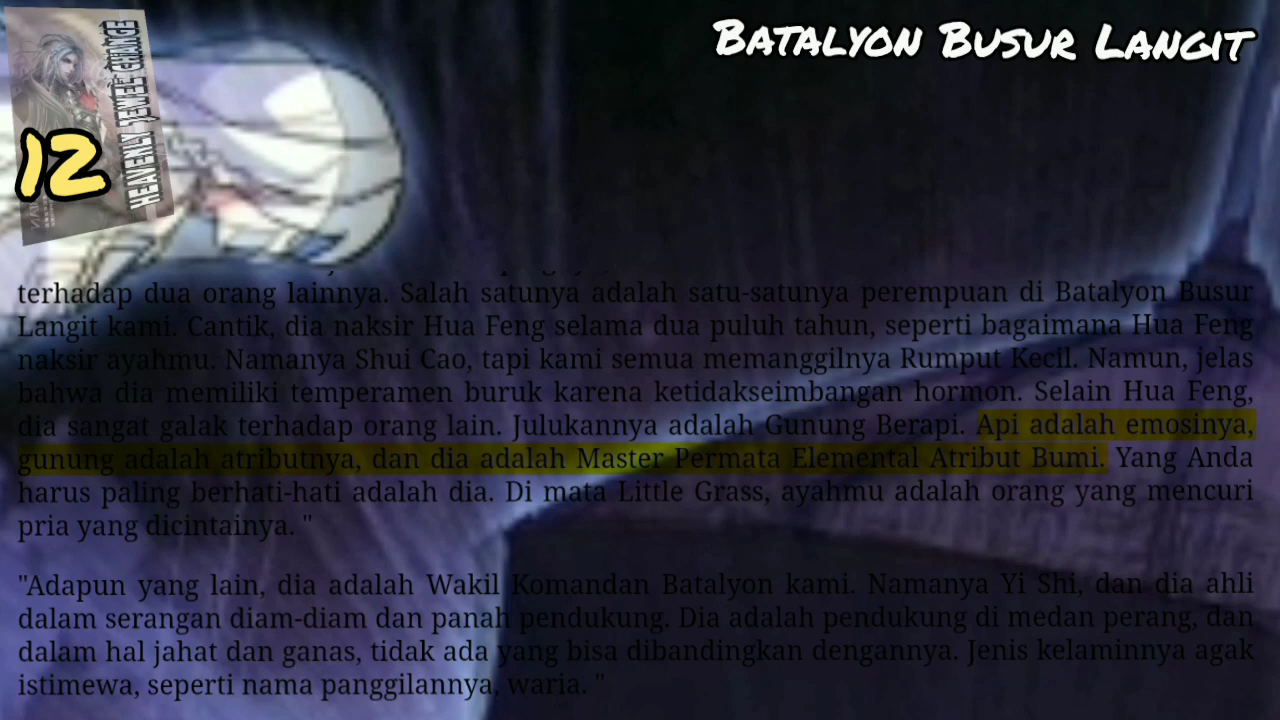 Batalyon Busur Langit
HEAVENLY JEWEL CHANGE
12
terhadap dua orang lainnya. Salah satunya adalah satu-satunya perempuan di Batalyon Busur
Langit kami. Cantik, dia naksir Hua Feng selama dua puluh tahun, seperti bagaimana Hua Feng
naksir ayahmu. Namanya Shui Cao, tapi kami semua memanggilnya Rumput Kecil. Namun, jelas
bahwa dia memiliki temperamen buruk karena ketidakseimbangan hormon. Selain Hua Feng,
dia sangat galak terhadap orang lain. Julukannya adalah Gunung Berapi. Api adalah emosinya,
gunung adalah atributnya, dan dia adalah Master Permata Elemental Atribut Bumi. Yang Anda
harus paling berhati-hati adalah dia. Di mata Little Grass, ayahmu adalah orang yang mencuri
pria yang dicintainya. "
"Adapun yang lain, dia adalah Wakil Komandan Batalyon kami. Namanya Yi Shi, dan dia ahli
dalam serangan diam-diam dan panah pendukung. Dia adalah pendukung di medan perang, dan
dalam hal jahat dan ganas, tidak ada yang bisa dibandingkan dengannya. Jenis kelaminnya agak
istimewa, seperti nama panggilannya, waria. "